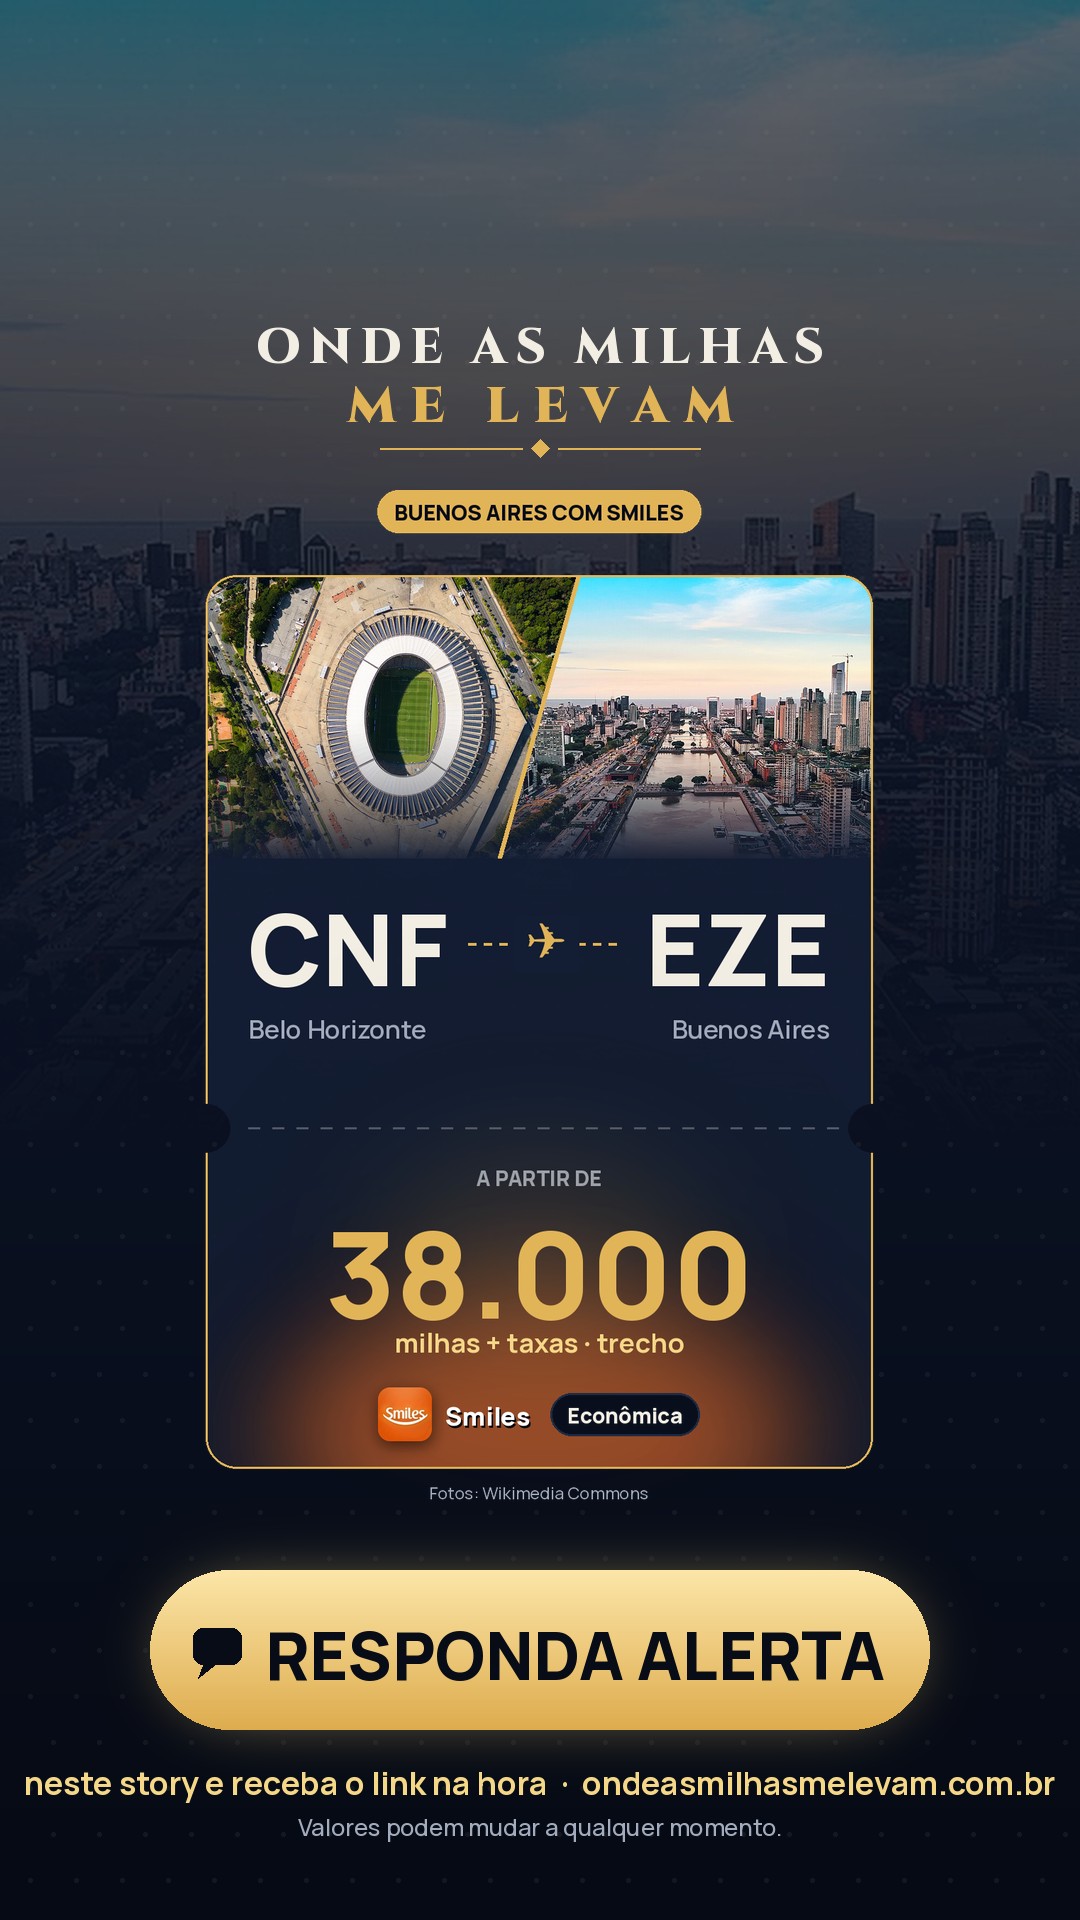 ONDE AS MILHAS
ME LEVAM
BUENOS AIRES COM SMILES
CNF --- ✈ --- EZE
Belo Horizonte Buenos Aires
A PARTIR DE
38.000
milhas + taxas · trecho
Smiles Smiles Econômica
Fotos: Wikimedia Commons
RESPONDA ALERTA
neste story e receba o link na hora · ondeasmilhasmelevam.com.br
Valores podem mudar a qualquer momento.